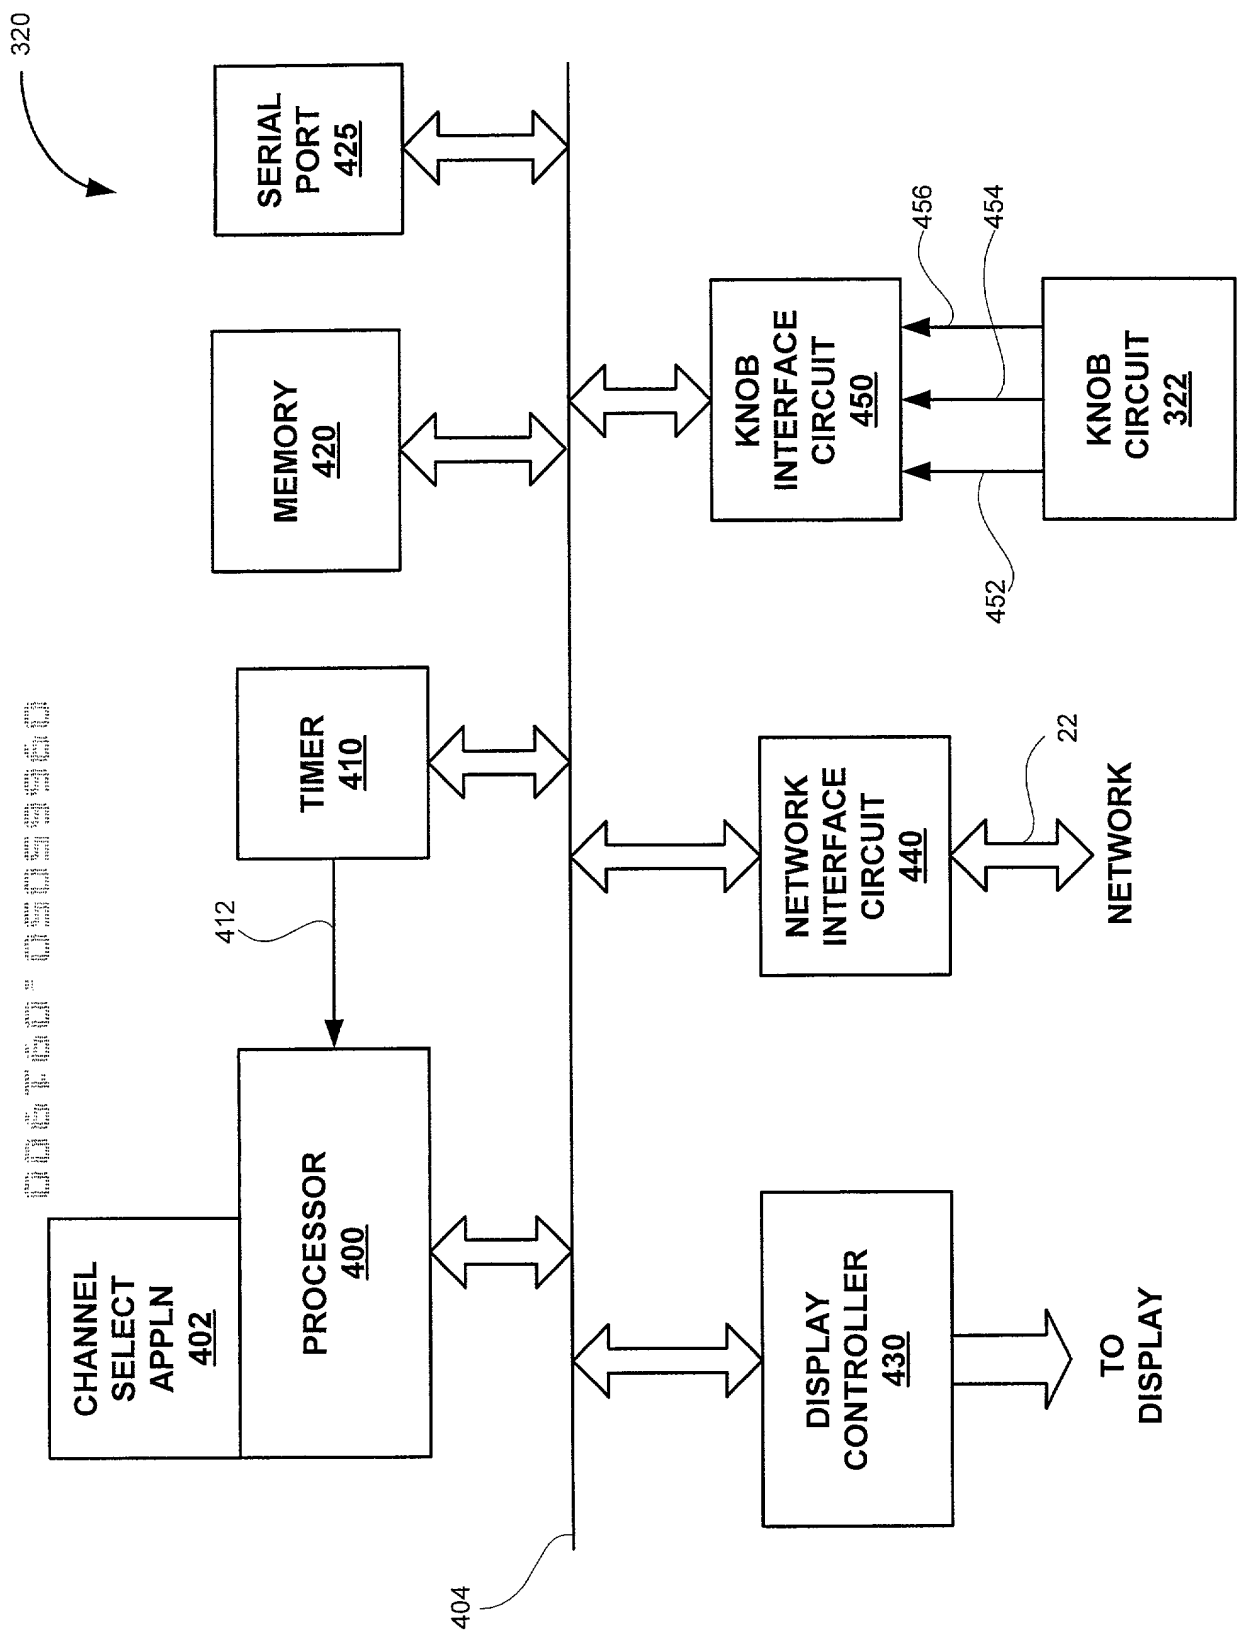 320
CHANNEL
SELECT
APPLN
402
PROCESSOR
400
412
TIMER
410
MEMORY
420
SERIAL
PORT
425
404
DISPLAY
CONTROLLER
430
TO
DISPLAY
NETWORK
INTERFACE
CIRCUIT
440
22
NETWORK
KNOB
INTERFACE
CIRCUIT
450
452
456
454
KNOB
CIRCUIT
322